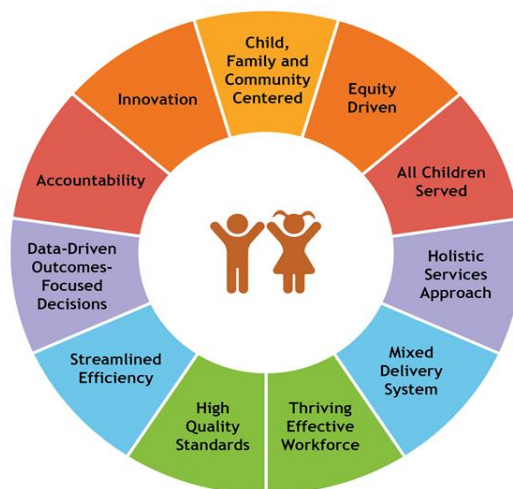 Child,
Family and
Community
Centered
Equity
Driven
All Children
Served
Holistic
Services
Approach
Mixed
Delivery
System
Thriving
Effective
Workforce
High
Quality
Standards
Streamlined
Efficiency
Data-Driven
Outcomes-
Focused
Decisions
Accountability
Innovation